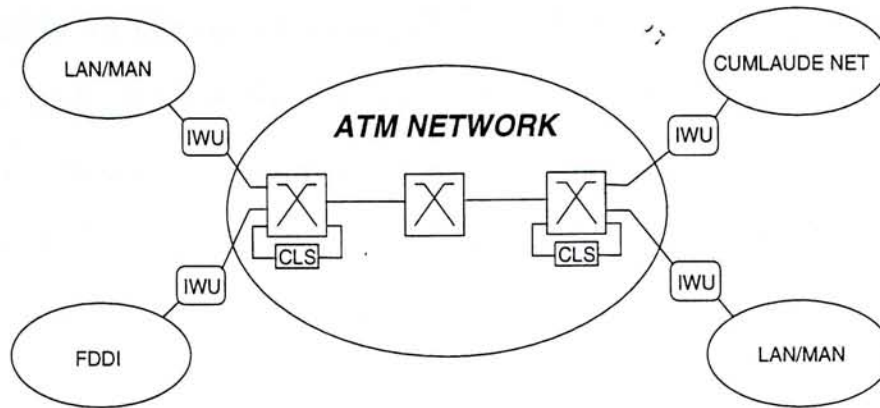 LAN/MAN
CUMLAUDE NET
IWU
IWU
ATM NETWORK
CLS
CLS
IWU
IWU
FDDI
LAN/MAN